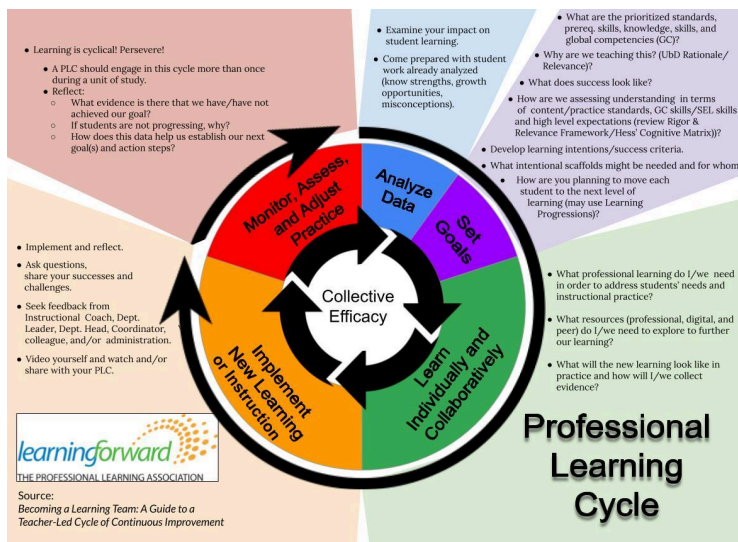 • Learning is cyclical! Persevere!
• A PLC should engage in this cycle more than once
during a unit of study.
• Reflect:
○ What evidence is there that we have/have not
achieved our goal?
○ If students are not progressing, why?
○ How does this data help us establish our next
goal(s) and action steps?
• Examine your impact on
student learning.
• Come prepared with student
work already analyzed
(know strengths, growth
opportunities,
misconceptions).
• What are the prioritized standards,
prereq. skills, knowledge, skills, and
global competencies (GC)?
• Why are we teaching this? (UbD Rationale/
Relevance)?
• What does success look like?
• How are we assessing understanding in terms
of content/practice standards, GC skills/SEL skills
and high level expectations (review Rigor &
Relevance Framework/Hess' Cognitive Matrix))?
• Develop learning intentions/success criteria.
• What intentional scaffolds might be needed and for whom
• How are you planning to move each
student to the next level of
learning (may use Learning
Progressions)?
Monitor, Assess,
and Adjust
Practice
Analyze
Data
Set
Goals
Collective
Efficacy
Implement
New Learning
or Instruction
Learn
Individually and
Collaboratively
• Implement and reflect.
• Ask questions,
share your successes and
challenges.
• Seek feedback from
Instructional Coach, Dept.
Leader, Dept. Head, Coordinator,
colleague, and/or administration.
• Video yourself and watch and/or
share with your PLC.
• What professional learning do I/we need
in order to address students' needs and
instructional practice?
• What resources (professional, digital, and
peer) do I/we need to explore to further
our learning?
• What will the new learning look like in
practice and how will I/we collect
evidence?
learningforward
THE PROFESSIONAL LEARNING ASSOCIATION
Source:
Becoming a Learning Team: A Guide to a
Teacher-Led Cycle of Continuous Improvement
Professional
Learning
Cycle